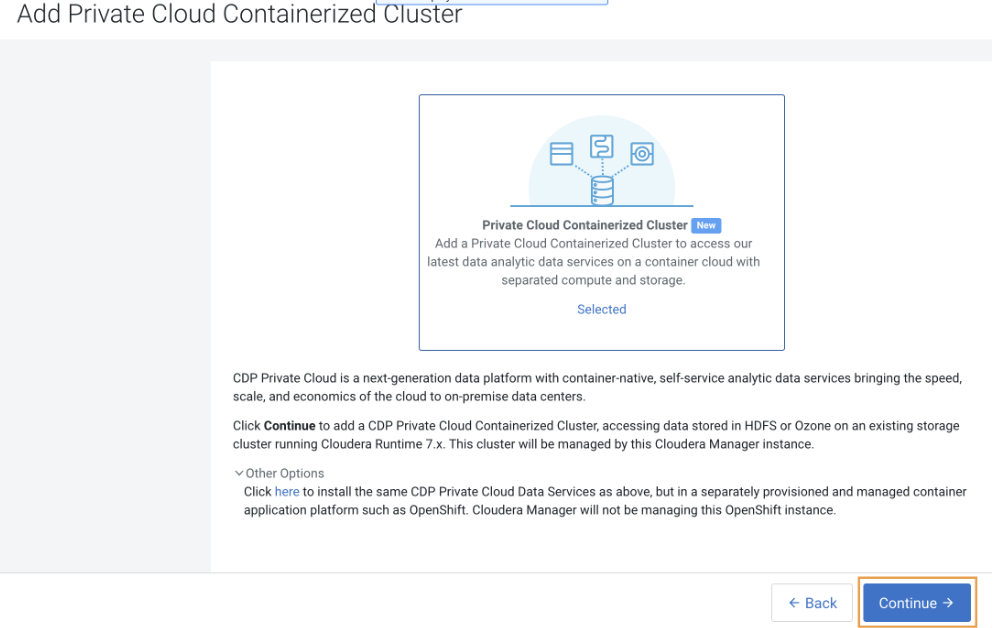 Add Private Cloud Containerized Cluster
Private Cloud Containerized Cluster New
Add a Private Cloud Containerized Cluster to access our
latest data analytic data services on a container cloud with
separated compute and storage.
Selected
CDP Private Cloud is a next-generation data platform with container-native, self-service analytic data services bringing the speed,
scale, and economics of the cloud to on-premise data centers.
Click Continue to add a CDP Private Cloud Containerized Cluster, accessing data stored in HDFS or Ozone on an existing storage
cluster running Cloudera Runtime 7.x. This cluster will be managed by this Cloudera Manager instance.
Other Options
Click here to install the same CDP Private Cloud Data Services as above, but in a separately provisioned and managed container
application platform such as OpenShift. Cloudera Manager will not be managing this OpenShift instance.
← Back
Continue →